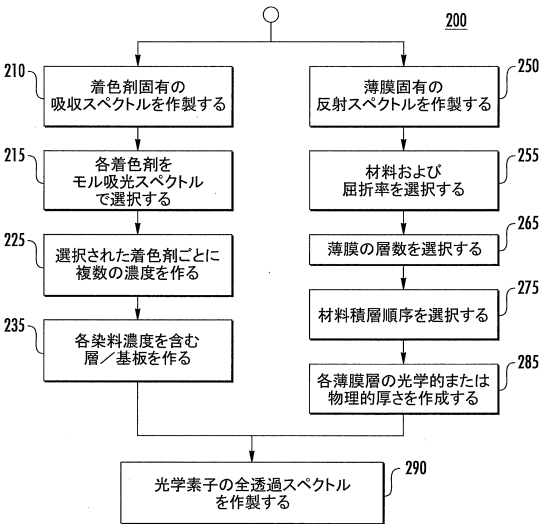 200
210
着色剤固有の
吸収スペクトルを作製する
215
各着色剤を
モル吸光スペクトル
で選択する
225
選択された着色剤ごとに
複数の濃度を作る
235
各染料濃度を含む
層/基板を作る
250
薄膜固有の
反射スペクトルを作製する
255
材料および
屈折率を選択する
265
薄膜の層数を選択する
275
材料積層順序を選択する
285
各薄膜層の光学的または
物理的厚さを作成する
290
光学素子の全透過スペクトル
を作製する